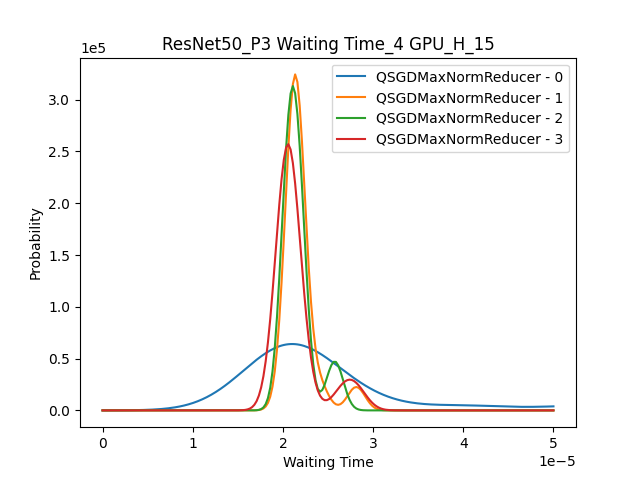 ResNet50_P3 Waiting Time_4 GPU_H_15
1e5
QSGDMaxNormReducer - 0
QSGDMaxNormReducer - 1
QSGDMaxNormReducer - 2
QSGDMaxNormReducer - 3
3.0
2.5
2.0
1.5
1.0
0.5
0.0
Probability
0 1 2 3 4 5
Waiting Time
1e−5